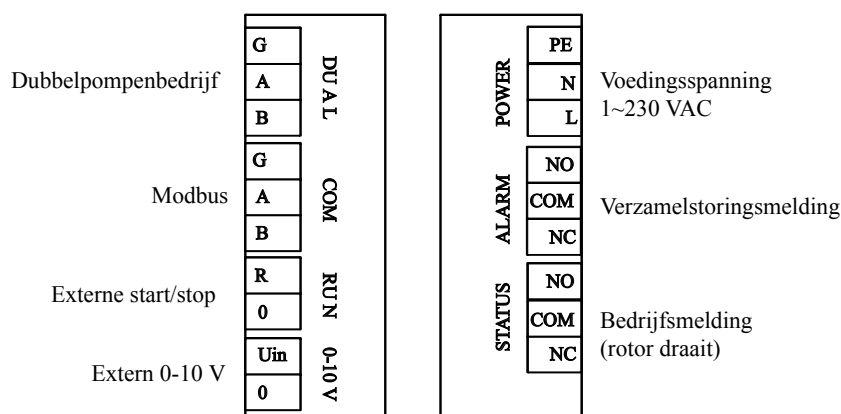 Dubbelpompenbedrijf
G
A
B
DUAL
Modbus
G
A
B
COM
Externe start/stop
R
0
RUN
Extern 0-10 V
Uin
0
0-10 V
POWER
PE
N
L
Voedingsspanning
1~230 VAC
ALARM
NO
COM
NC
Verzamelstoringsmelding
STATUS
NO
COM
NC
Bedrijfsmelding
(rotor draait)